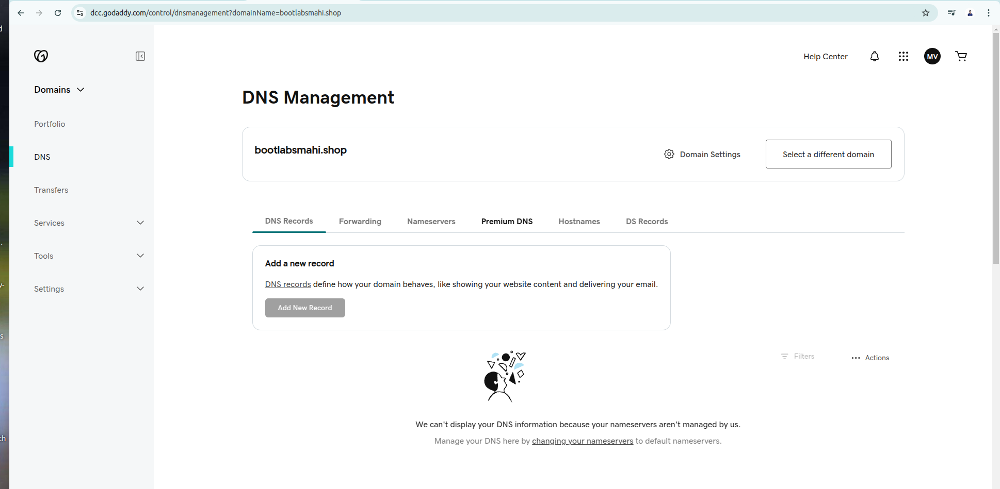 dcc.godaddy.com/control/dnsmanagement?domainName=bootlabsmahi.shop
Help Center
MV
Domains
Portfolio
DNS
Transfers
Services
Tools
Settings
DNS Management
bootlabsmahi.shop
Domain Settings
Select a different domain
DNS Records Forwarding Nameservers Premium DNS Hostnames DS Records
Add a new record
DNS records define how your domain behaves, like showing your website content and delivering your email.
Add New Record
Filters
Actions
We can't display your DNS information because your nameservers aren't managed by us.
Manage your DNS here by changing your nameservers to default nameservers.